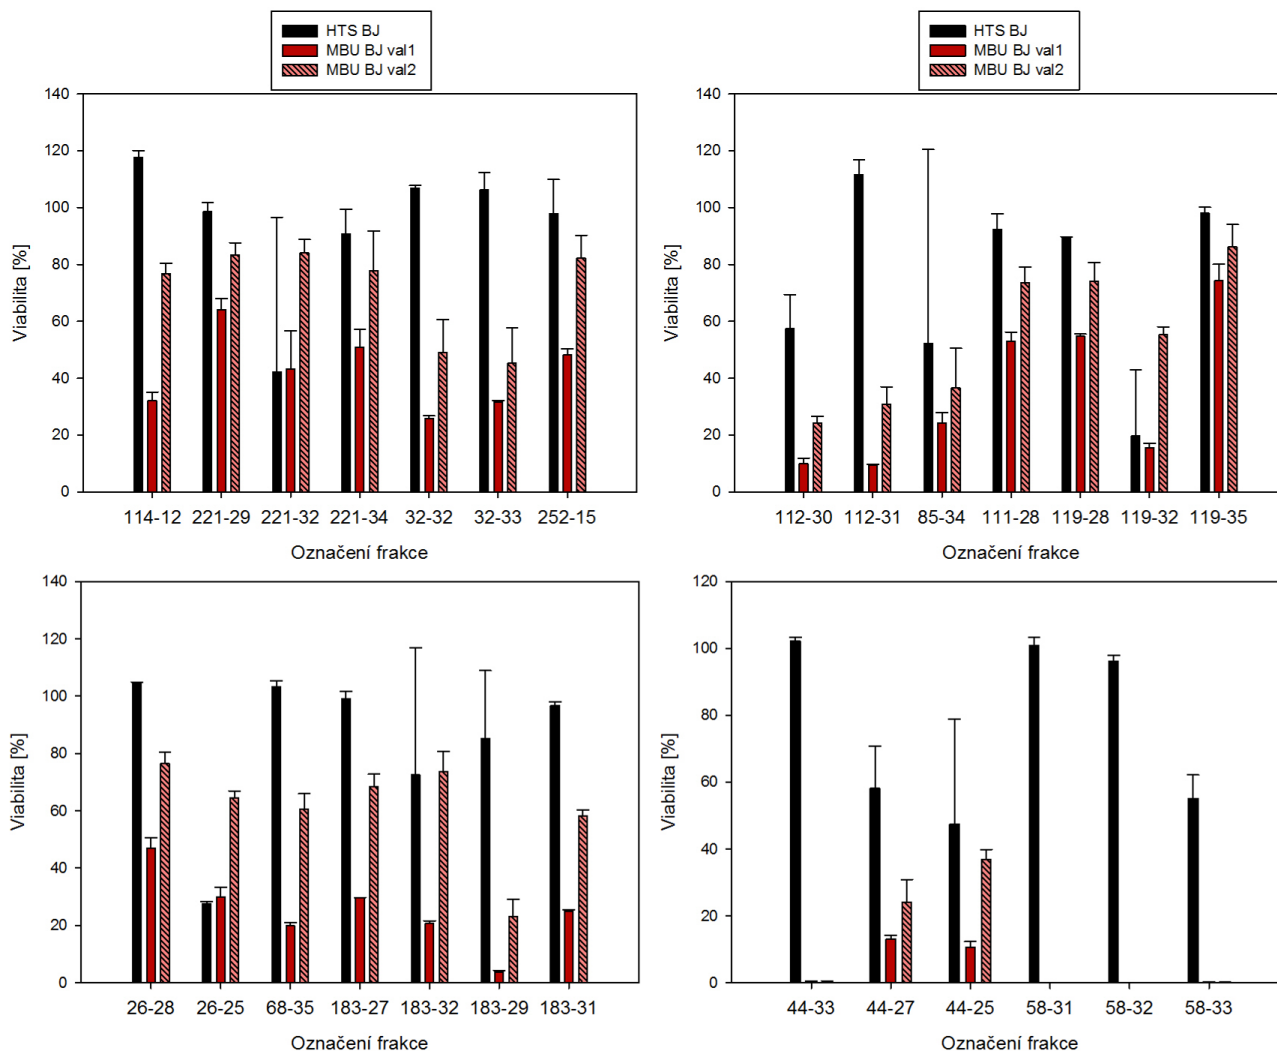 HTS BJ
MBU BJ val1
MBU BJ val2
140
120
100
80
60
40
20
0
Viabilita [%]
114-12 221-29 221-32 221-34 32-32 32-33 252-15
Označení frakce
HTS BJ
MBU BJ val1
MBU BJ val2
140
120
100
80
60
40
20
0
Viabilita [%]
112-30 112-31 85-34 111-28 119-28 119-32 119-35
Označení frakce
140
120
100
80
60
40
20
0
Viabilita [%]
26-28 26-25 68-35 183-27 183-32 183-29 183-31
Označení frakce
120
100
80
60
40
20
0
Viabilita [%]
44-33 44-27 44-25 58-31 58-32 58-33
Označení frakce